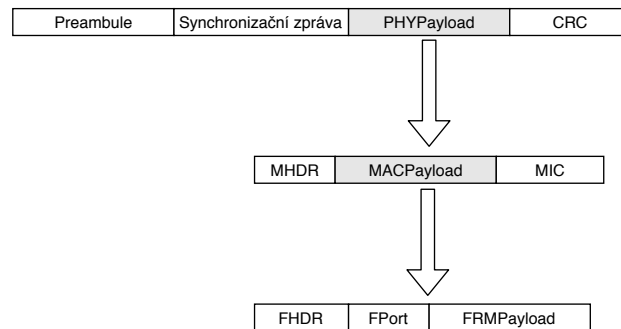 Preambule Synchronizační zpráva PHYPayload CRC
MHDR MACPayload MIC
FHDR FPort FRMPayload